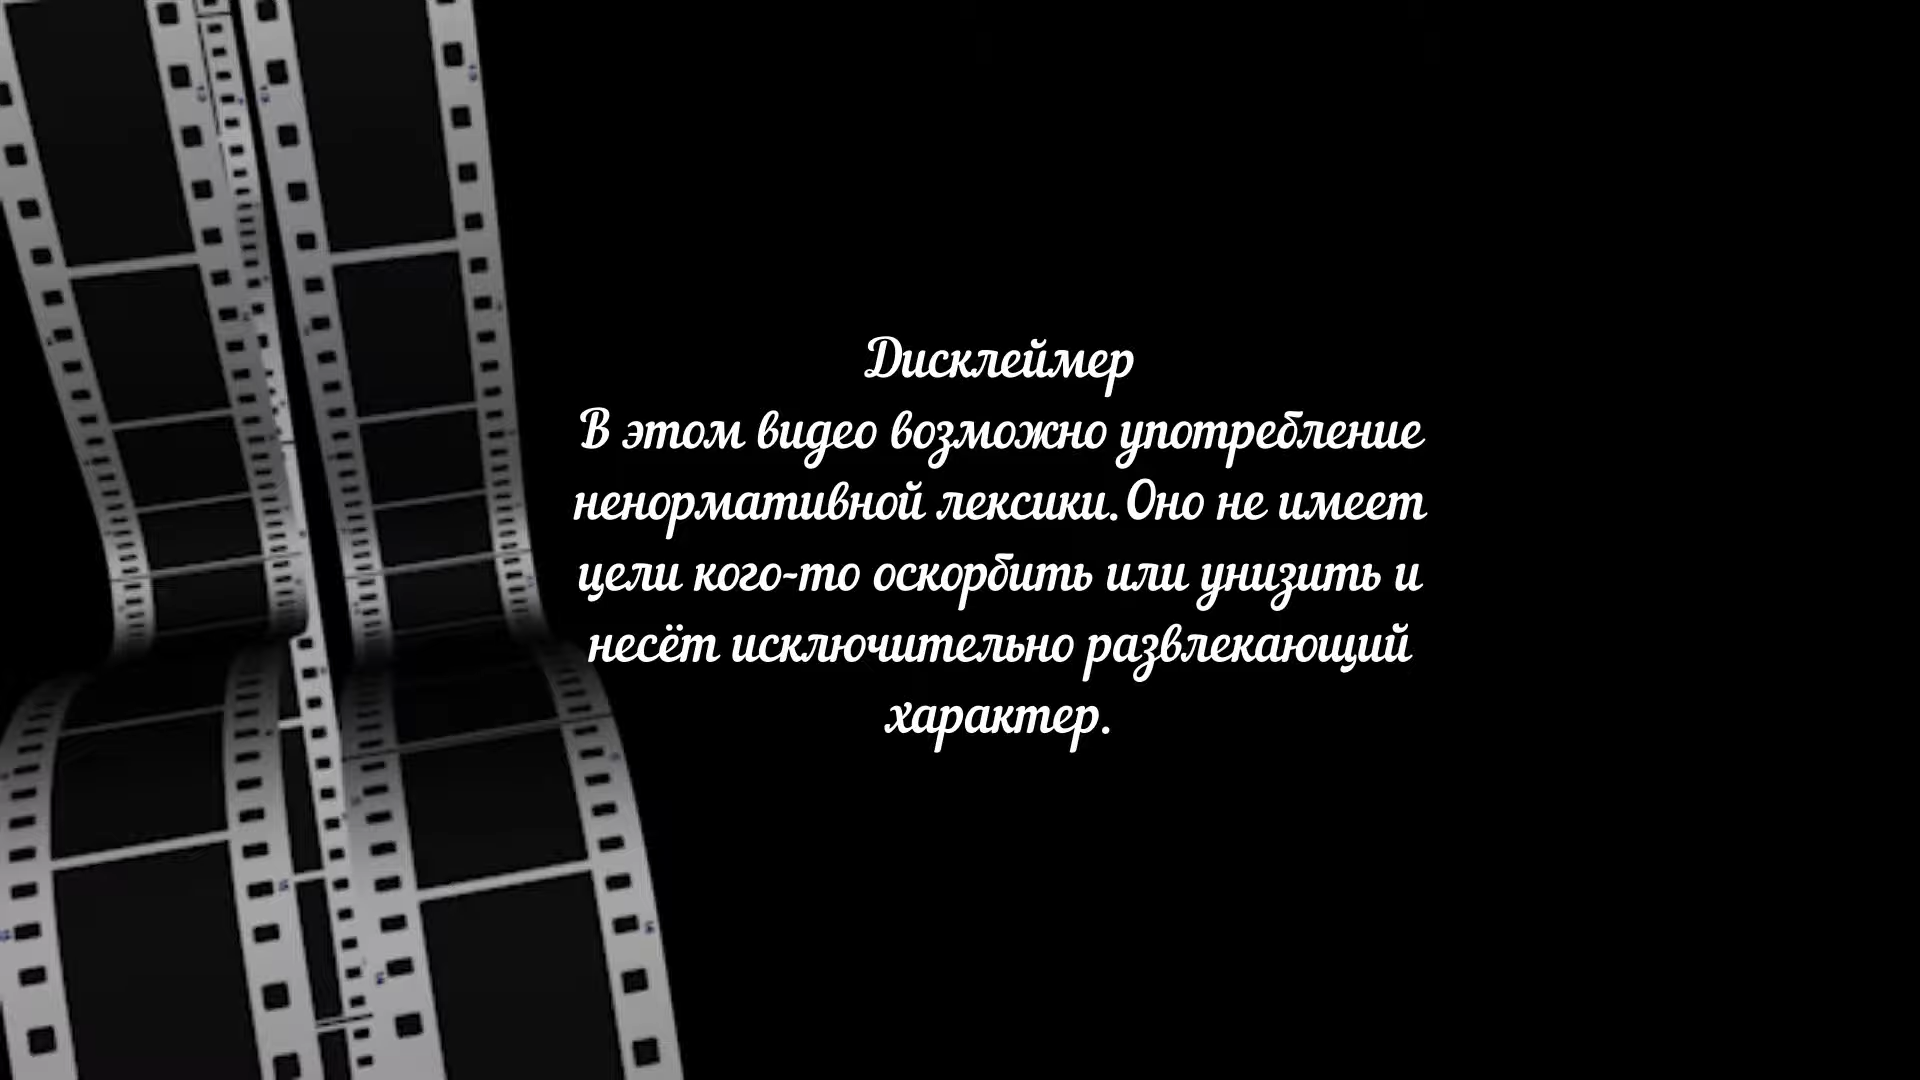 Дисклеймер
В этом видео возможно употребление
ненормативной лексики. Оно не имеет
цели кого-то оскорбить или унизить и
несёт исключительно развлекающий
характер.